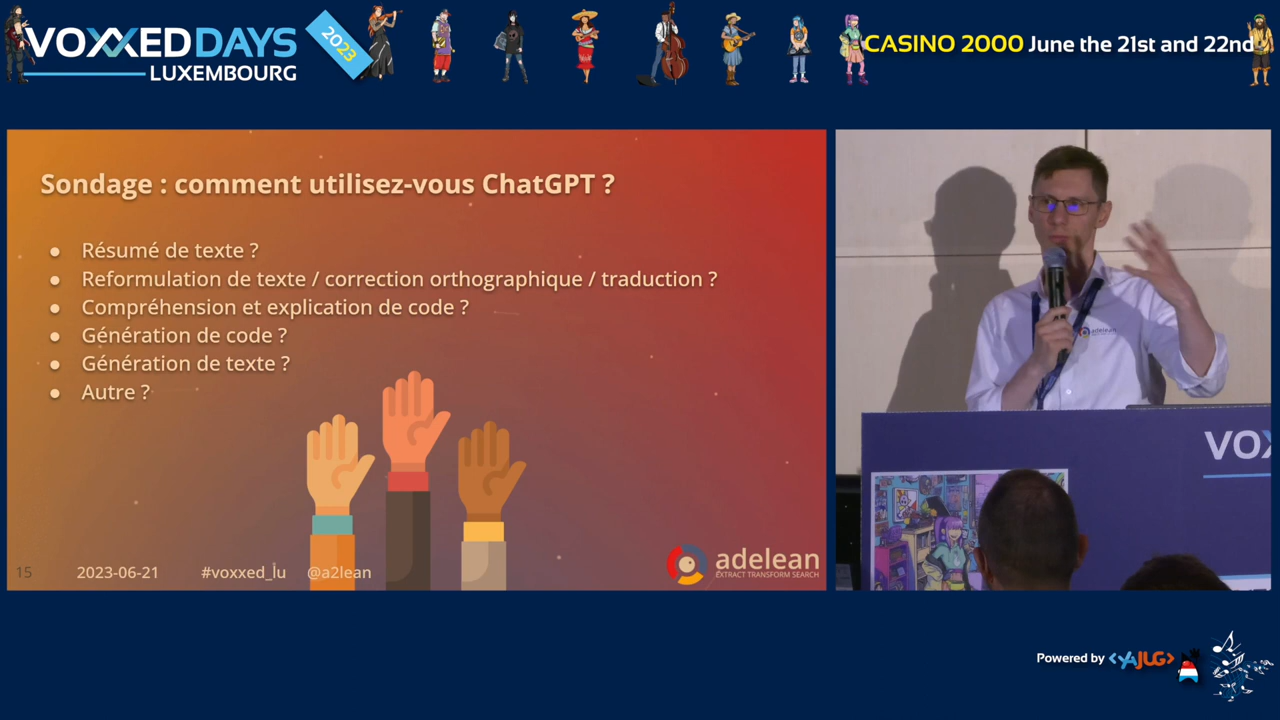 VOXXEDDAYS
LUXEMBOURG
2023
CASINO 2000 June the 21st and 22nd
Sondage : comment utilisez-vous ChatGPT ?
● Résumé de texte ?
● Reformulation de texte / correction orthographique / traduction ?
● Compréhension et explication de code ?
● Génération de code ?
● Génération de texte ?
● Autre ?
15 2023-06-21 #voxxed_lu @a2lean
adelean
EXTRACT TRANSFORM SEARCH
adelean
VOX
Powered by <YAJUG>